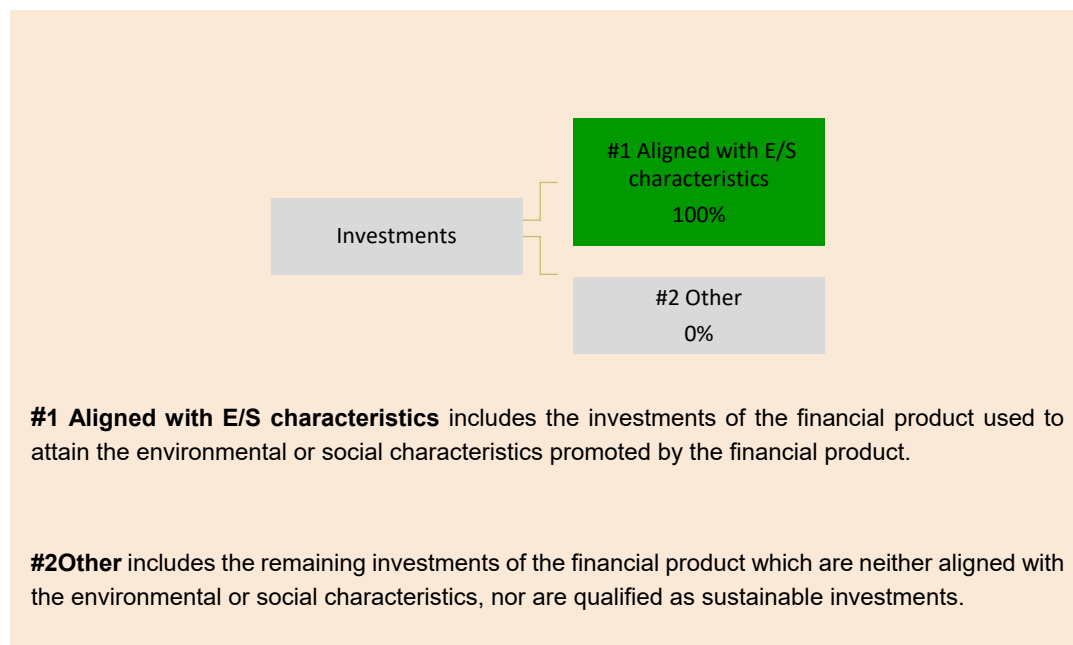 #1 Aligned with E/S
characteristics
100%
Investments
#2 Other
0%
#1 Aligned with E/S characteristics includes the investments of the financial product used to
attain the environmental or social characteristics promoted by the financial product.
#2Other includes the remaining investments of the financial product which are neither aligned with
the environmental or social characteristics, nor are qualified as sustainable investments.